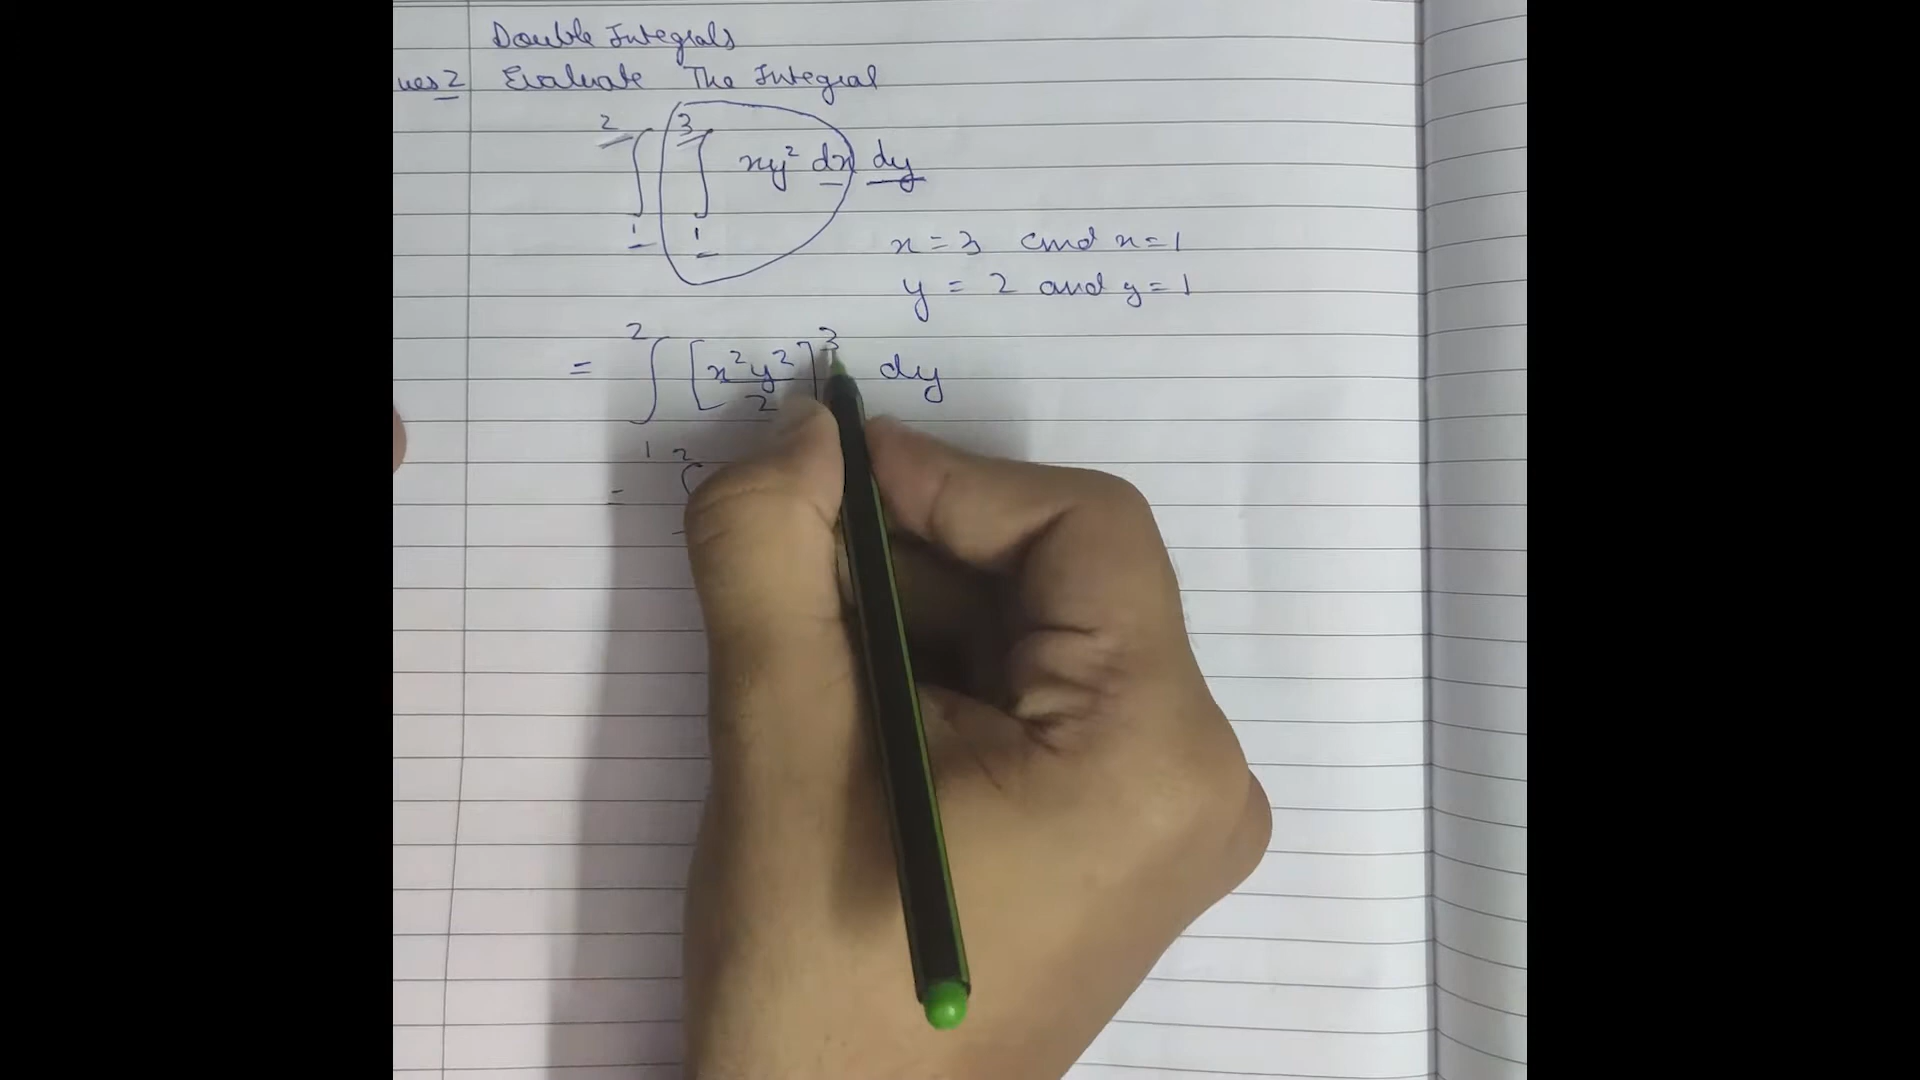 Double Integrals
ues 2 Evaluate The Integral
2 3
∫ ∫ xy² dx dy
1 1
x = 3 and x = 1
y = 2 and y = 1
= ∫ [x²y²/2]³ dy
2
1 2
= ∫